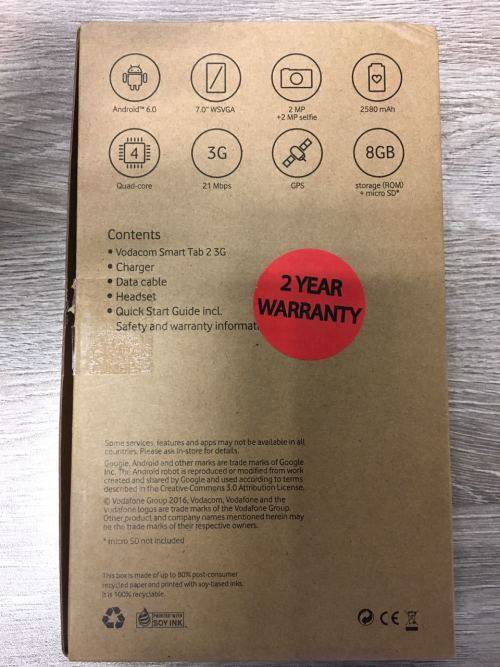 Android™ 6.0
7.0" WSVGA
2 MP
+2 MP selfie
2580 mAh
4
3G
8GB
Quad-core
21 Mbps
GPS
storage (ROM)
+ micro SD*
Contents
• Vodacom Smart Tab 2 3G
• Charger
• Data cable
• Headset
• Quick Start Guide incl.
Safety and warranty informat
2 YEAR
WARRANTY
Some services, features and apps may not be available in all
countries. Please ask in-store for details.
Google, Android and other marks are trade marks of Google
Inc. The Android robot is reproduced or modified from work
created and shared by Google and used according to terms
described in the Creative Commons 3.0 Attribution License.
© Vodafone Group 2016. Vodacom, Vodafone and the
Vodafone logos are trade marks of the Vodafone Group.
Other product and company names mentioned herein may
be the trade marks of their respective owners.
* micro SD not included
This box is made of up to 80% post-consumer
recycled paper and printed with soy-based inks.
It is 100% recyclable.
PRINTED WITH
SOY INK
CE